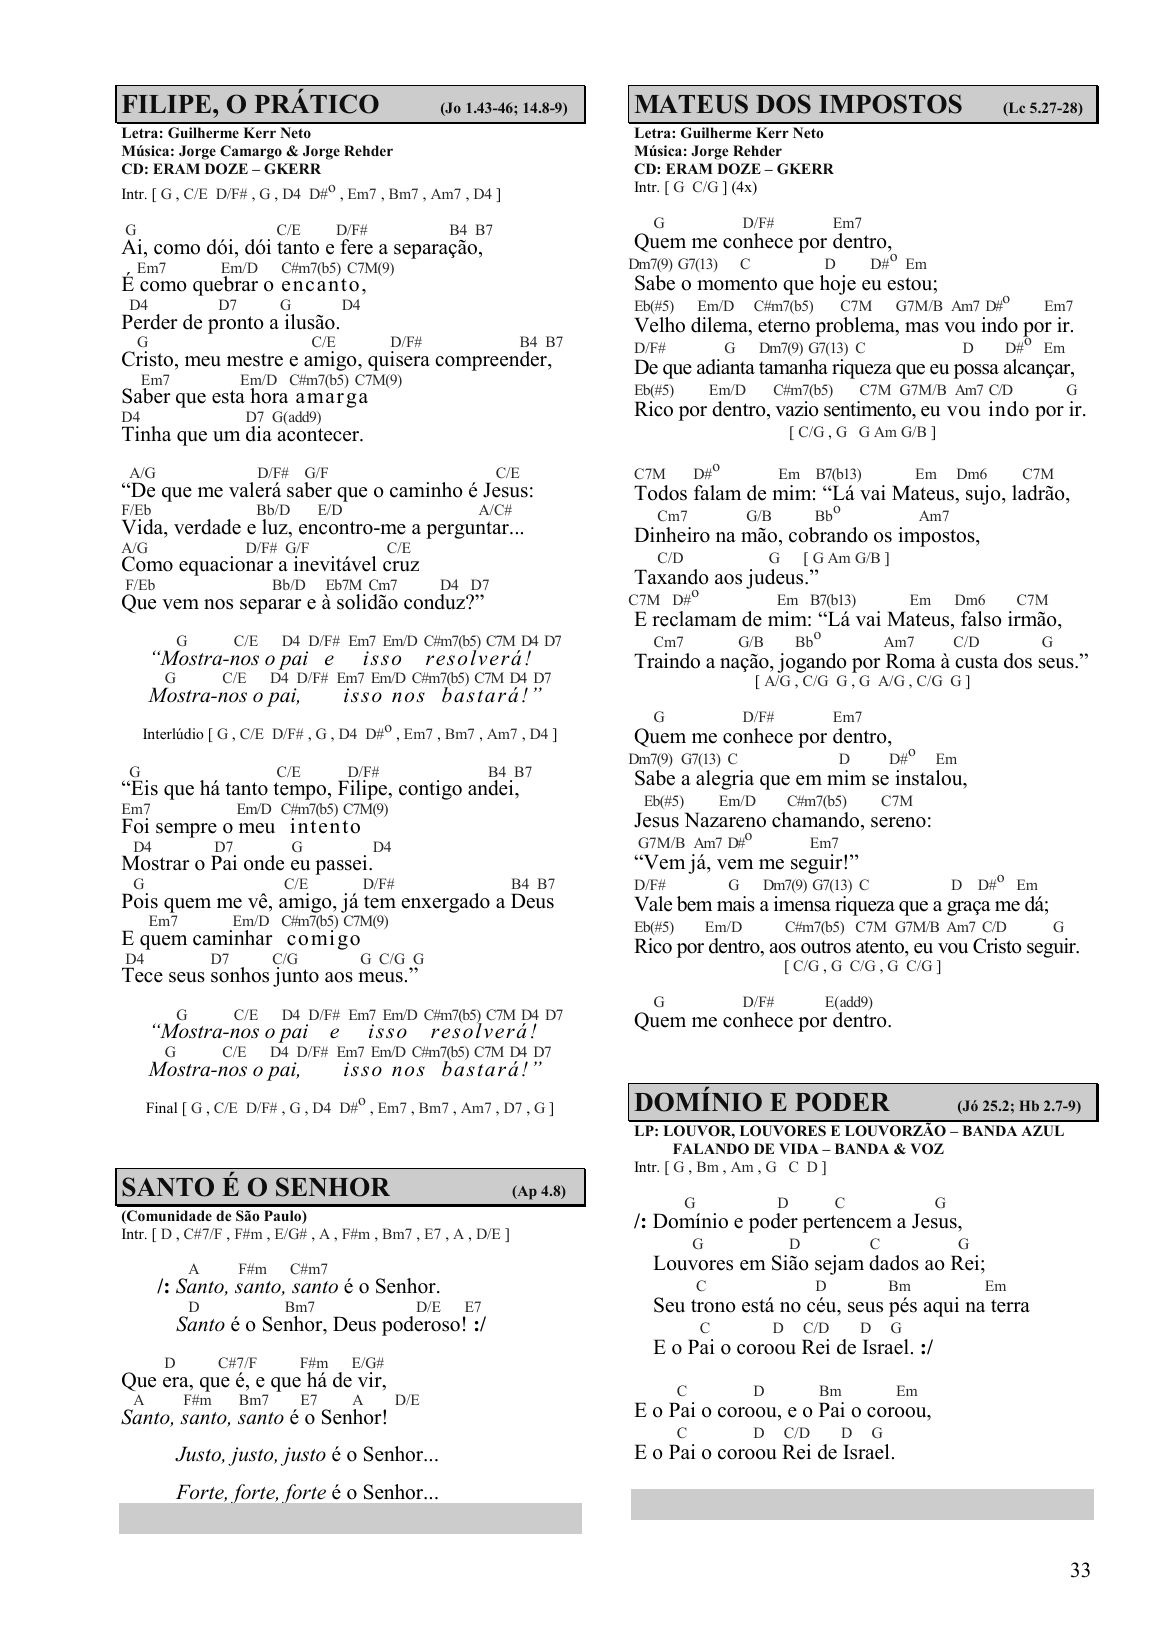 FILIPE, O PRÁTICO (Jo 1.43-46; 14.8-9)
Letra: Guilherme Kerr Neto
Música: Jorge Camargo & Jorge Rehder
CD: ERAM DOZE – GKERR
Intr. [ G , C/E D/F# , G , D4 D#o , Em7 , Bm7 , Am7 , D4 ]
G C/E D/F# B4 B7
Ai, como dói, dói tanto e fere a separação,
Em7 Em/D C#m7(b5) C7M(9)
É como quebrar o encanto,
D4 D7 G D4
Perder de pronto a ilusão.
G C/E D/F# B4 B7
Cristo, meu mestre e amigo, quisera compreender,
Em7 Em/D C#m7(b5) C7M(9)
Saber que esta hora amarga
D4 D7 G(add9)
Tinha que um dia acontecer.
A/G D/F# G/F C/E
“De que me valerá saber que o caminho é Jesus:
F/Eb Bb/D E/D A/C#
Vida, verdade e luz, encontro-me a perguntar...
A/G D/F# G/F C/E
Como equacionar a inevitável cruz
F/Eb Bb/D Eb7M Cm7 D4 D7
Que vem nos separar e à solidão conduz?”
G C/E D4 D/F# Em7 Em/D C#m7(b5) C7M D4 D7
“Mostra-nos o pai e isso resolverá!
G C/E D4 D/F# Em7 Em/D C#m7(b5) C7M D4 D7
Mostra-nos o pai, isso nos bastará!”
Interlúdio [ G , C/E D/F# , G , D4 D#o , Em7 , Bm7 , Am7 , D4 ]
G C/E D/F# B4 B7
“Eis que há tanto tempo, Filipe, contigo andei,
Em7 Em/D C#m7(b5) C7M(9)
Foi sempre o meu intento
D4 D7 G D4
Mostrar o Pai onde eu passei.
G C/E D/F# B4 B7
Pois quem me vê, amigo, já tem enxergado a Deus
Em7 Em/D C#m7(b5) C7M(9)
E quem caminhar comigo
D4 D7 C/G G C/G G
Tece seus sonhos junto aos meus.”
G C/E D4 D/F# Em7 Em/D C#m7(b5) C7M D4 D7
“Mostra-nos o pai e isso resolverá!
G C/E D4 D/F# Em7 Em/D C#m7(b5) C7M D4 D7
Mostra-nos o pai, isso nos bastará!”
Final [ G , C/E D/F# , G , D4 D#o , Em7 , Bm7 , Am7 , D7 , G ]
SANTO É O SENHOR (Ap 4.8)
(Comunidade de São Paulo)
Intr. [ D , C#7/F , F#m , E/G# , A , F#m , Bm7 , E7 , A , D/E ]
A F#m C#m7
/: Santo, santo, santo é o Senhor.
D Bm7 D/E E7
Santo é o Senhor, Deus poderoso! :/
D C#7/F F#m E/G#
Que era, que é, e que há de vir,
A F#m Bm7 E7 A D/E
Santo, santo, santo é o Senhor!
Justo, justo, justo é o Senhor...
Forte, forte, forte é o Senhor...
MATEUS DOS IMPOSTOS (Lc 5.27-28)
Letra: Guilherme Kerr Neto
Música: Jorge Rehder
CD: ERAM DOZE – GKERR
Intr. [ G C/G ] (4x)
G D/F# Em7
Quem me conhece por dentro,
Dm7(9) G7(13) C D D#o Em
Sabe o momento que hoje eu estou;
Eb(#5) Em/D C#m7(b5) C7M G7M/B Am7 D#o Em7
Velho dilema, eterno problema, mas vou indo por ir.
D/F# G Dm7(9) G7(13) C D D#o Em
De que adianta tamanha riqueza que eu possa alcançar,
Eb(#5) Em/D C#m7(b5) C7M G7M/B Am7 C/D G
Rico por dentro, vazio sentimento, eu vou indo por ir.
[ C/G , G G Am G/B ]
C7M D#o Em B7(b13) Em Dm6 C7M
Todos falam de mim: “Lá vai Mateus, sujo, ladrão,
Cm7 G/B Bbo Am7
Dinheiro na mão, cobrando os impostos,
C/D G [ G Am G/B ]
Taxando aos judeus.”
C7M D#o Em B7(b13) Em Dm6 C7M
E reclamam de mim: “Lá vai Mateus, falso irmão,
Cm7 G/B Bbo Am7 C/D G
Traindo a nação, jogando por Roma à custa dos seus.”
[ A/G , C/G G , G A/G , C/G G ]
G D/F# Em7
Quem me conhece por dentro,
Dm7(9) G7(13) C D D#o Em
Sabe a alegria que em mim se instalou,
Eb(#5) Em/D C#m7(b5) C7M
Jesus Nazareno chamando, sereno:
G7M/B Am7 D#o Em7
“Vem já, vem me seguir!”
D/F# G Dm7(9) G7(13) C D D#o Em
Vale bem mais a imensa riqueza que a graça me dá;
Eb(#5) Em/D C#m7(b5) C7M G7M/B Am7 C/D G
Rico por dentro, aos outros atento, eu vou Cristo seguir.
[ C/G , G C/G , G C/G ]
G D/F# E(add9)
Quem me conhece por dentro.
DOMÍNIO E PODER (Jó 25.2; Hb 2.7-9)
LP: LOUVOR, LOUVORES E LOUVORZÃO – BANDA AZUL
FALANDO DE VIDA – BANDA & VOZ
Intr. [ G , Bm , Am , G C D ]
G D C G
/: Domínio e poder pertencem a Jesus,
G D C G
Louvores em Sião sejam dados ao Rei;
C D Bm Em
Seu trono está no céu, seus pés aqui na terra
C D C/D D G
E o Pai o coroou Rei de Israel. :/
C D Bm Em
E o Pai o coroou, e o Pai o coroou,
C D C/D D G
E o Pai o coroou Rei de Israel.
33